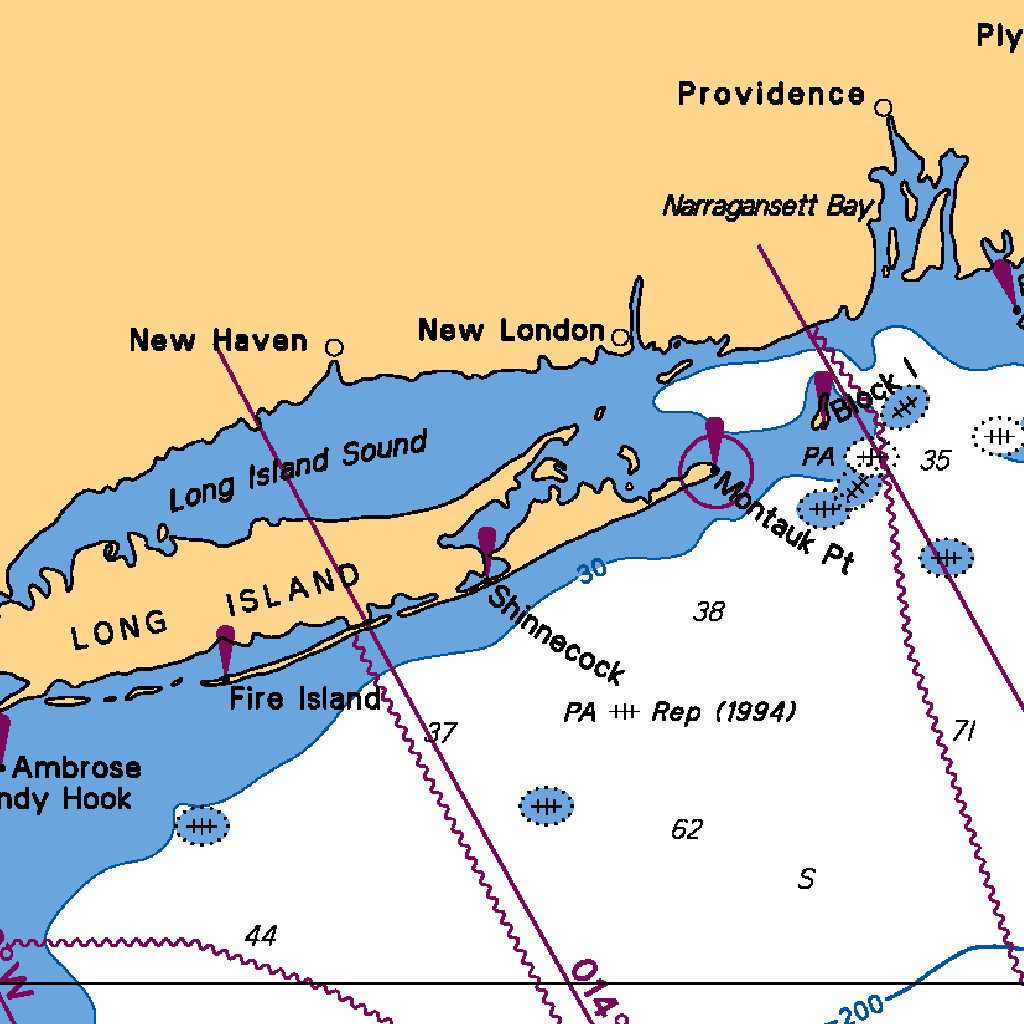 Ply
Providence
Narragansett Bay
New Haven
New London
Block I
Long Island Sound
PA
35
Montauk Pt
30
LONG ISLAND
38
Shinnecock
Fire Island
PA Rep (1994)
37
71
Ambrose
ndy Hook
62
S
44
°W
014°
200